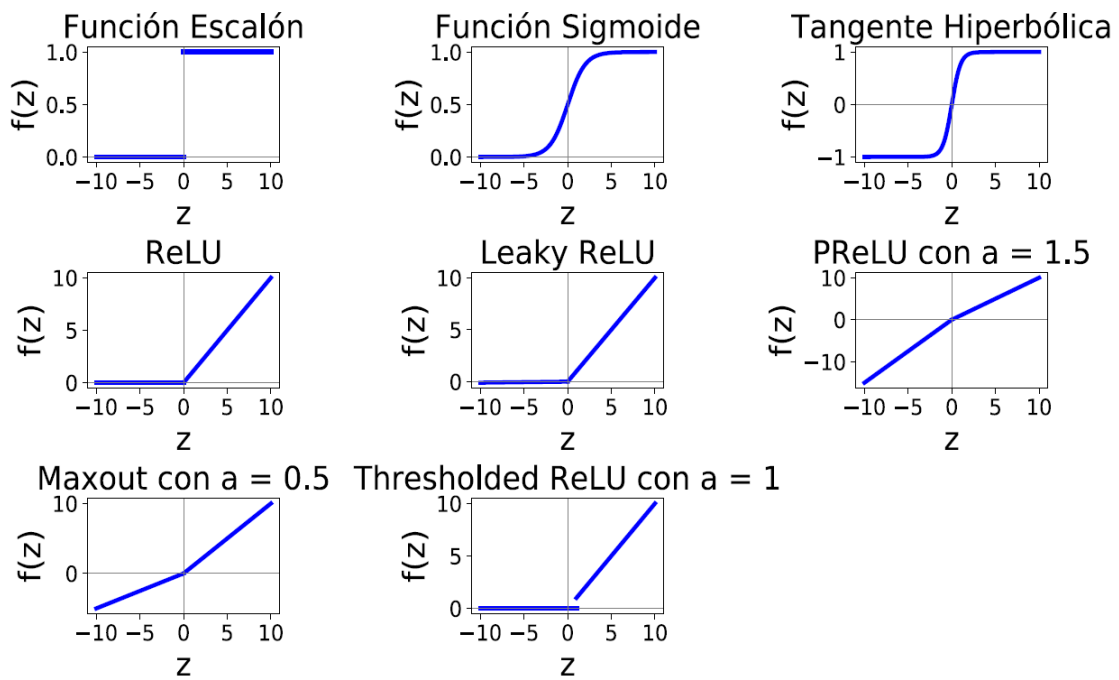 Función Escalón
1.0
0.5
0.0
f(z)
−10 −5 0 5 10
z
Función Sigmoide
1.0
0.5
0.0
f(z)
−10 −5 0 5 10
z
Tangente Hiperbólica
1
0
−1
f(z)
−10 −5 0 5 10
z
ReLU
10
5
0
f(z)
−10 −5 0 5 10
z
Leaky ReLU
10
5
0
f(z)
−10 −5 0 5 10
z
PReLU con a = 1.5
10
0
−10
f(z)
−10 −5 0 5 10
z
Maxout con a = 0.5
10
0
f(z)
−10 −5 0 5 10
z
Thresholded ReLU con a = 1
10
5
0
f(z)
−10 −5 0 5 10
z